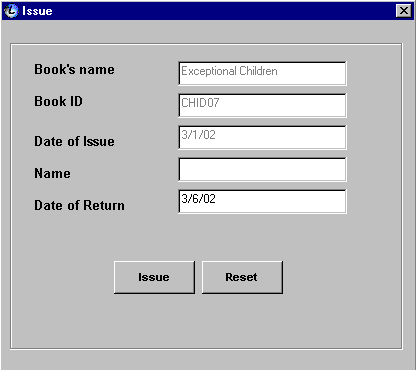 Issue
Book's name Exceptional Children
Book ID CHID07
Date of Issue 3/1/02
Name
Date of Return 3/6/02
Issue Reset